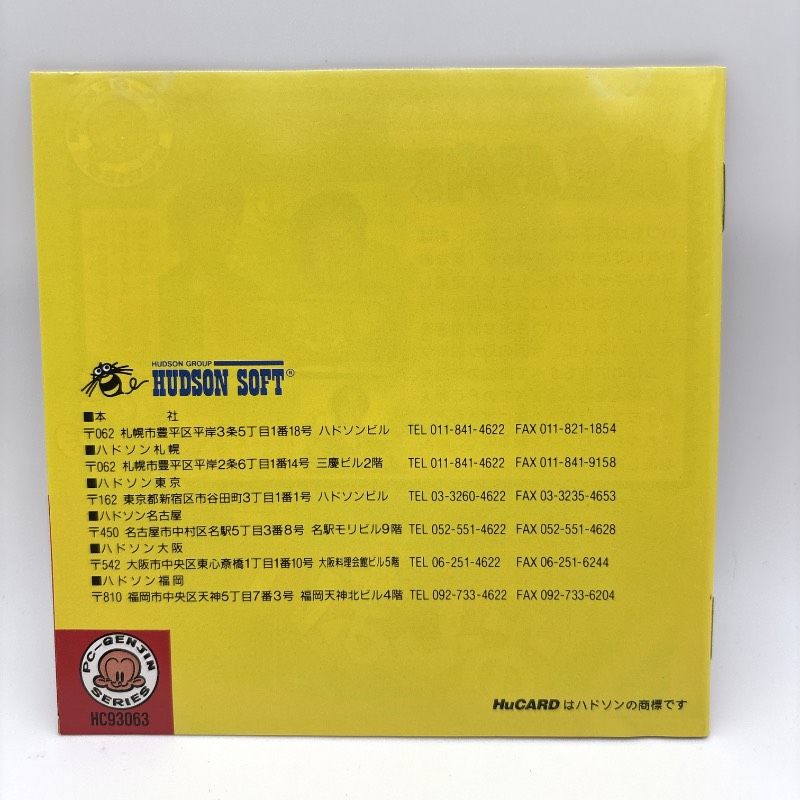 HUDSON GROUP
HUDSON SOFT®
■本　　　　社
〒062 札幌市豊平区平岸3条5丁目1番18号 ハドソンビル TEL 011-841-4622 FAX 011-821-1854
■ハドソン札幌
〒062 札幌市豊平区平岸2条6丁目1番14号 三慶ビル2階 TEL 011-841-4622 FAX 011-841-9158
■ハドソン東京
〒162 東京都新宿区市谷田町3丁目1番1号 ハドソンビル TEL 03-3260-4622 FAX 03-3235-4653
■ハドソン名古屋
〒450 名古屋市中村区名駅5丁目3番8号 名駅モリビル9階 TEL 052-551-4622 FAX 052-551-4628
■ハドソン大阪
〒542 大阪市中央区東心斎橋1丁目1番10号 大阪料理会館ビル5階 TEL 06-251-4622 FAX 06-251-6244
■ハドソン福岡
〒810 福岡市中央区天神5丁目7番3号 福岡天神北ビル4階 TEL 092-733-4622 FAX 092-733-6204
PC-GENJIN
SERIES
HC93063
HuCARDはハドソンの商標です